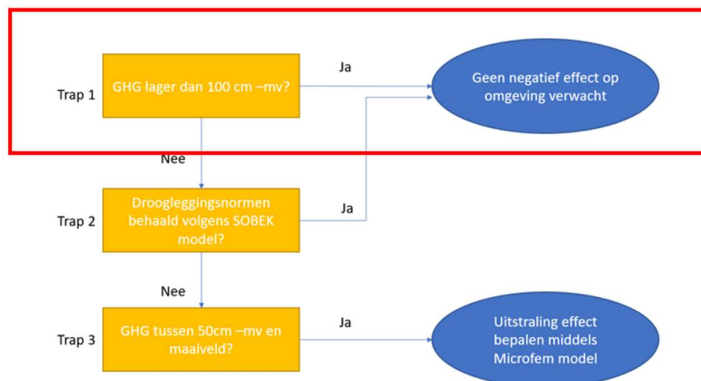 Trap 1
GHG lager dan 100 cm –mv?
Ja
Geen negatief effect op
omgeving verwacht
Nee
Trap 2
Droogleggingsnormen
behaald volgens SOBEK
model?
Ja
Nee
Trap 3
GHG tussen 50cm –mv en
maaiveld?
Ja
Uitstraling effect
bepalen middels
Microfem model